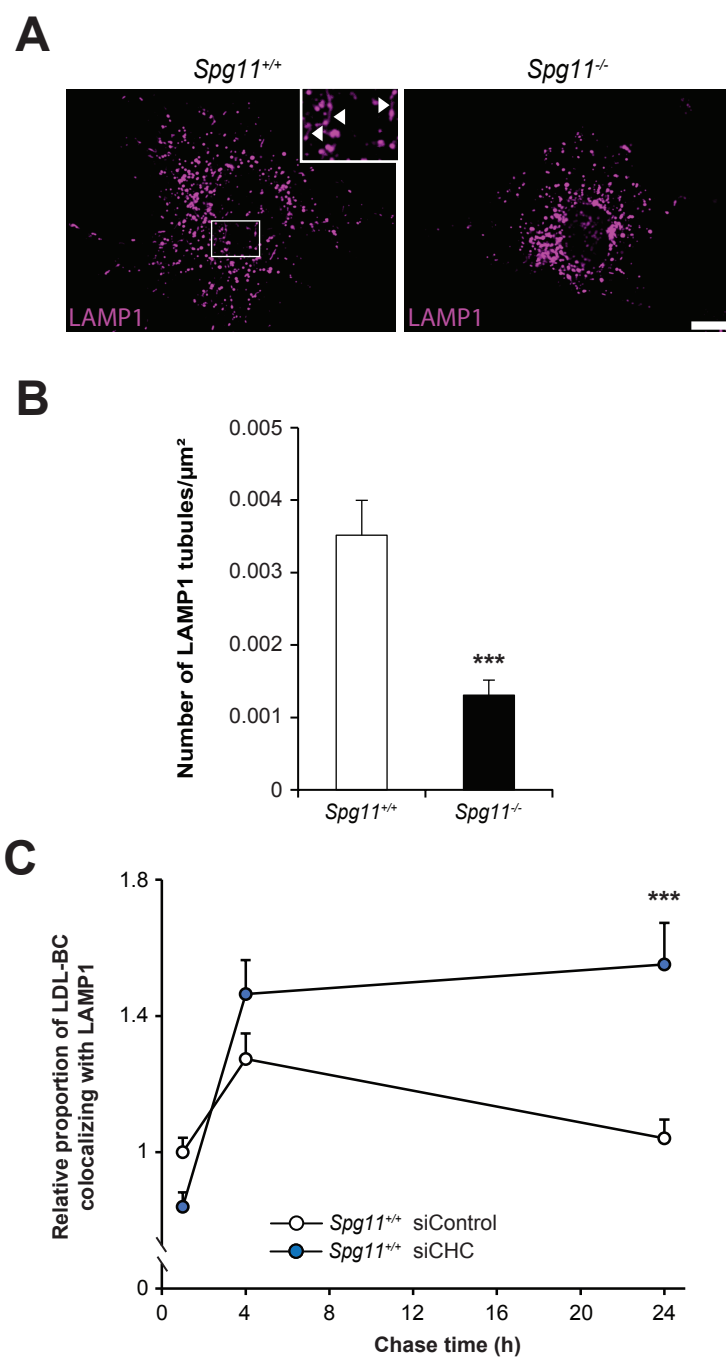 A
Spg11+/+
Spg11-/-
LAMP1
LAMP1
B
Number of LAMP1 tubules/µm²
0.005
0.004
0.003
0.002
0.001
0
***
Spg11+/+
Spg11-/-
C
Relative proportion of LDL-BC
colocalizing with LAMP1
1.8
1.4
1
0
***
Spg11+/+ siControl
Spg11+/+ siCHC
0
4
8
12
16
20
24
Chase time (h)